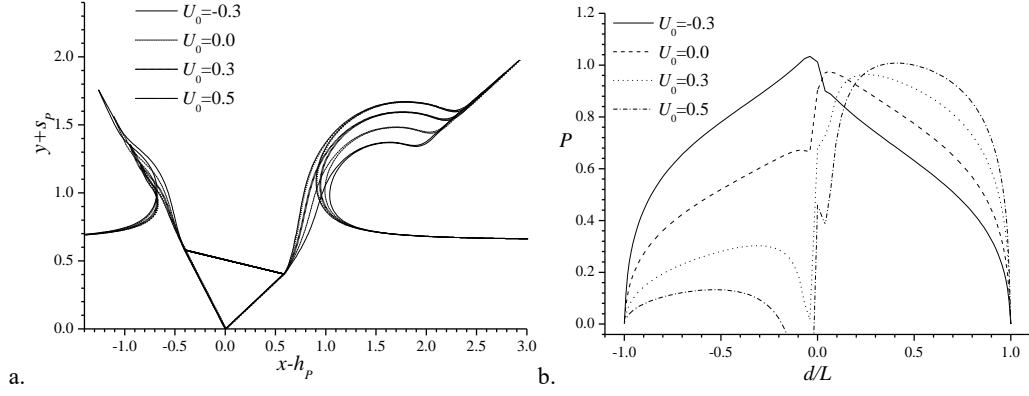 U₀=-0.3
U₀=0.0
U₀=0.3
U₀=0.5
y+s_P
2.0
1.5
1.0
0.5
0.0
-1.0 -0.5 0.0 0.5 1.0 1.5 2.0 2.5 3.0
x-h_P
a.
U₀=-0.3
U₀=0.0
U₀=0.3
U₀=0.5
P
1.2
1.0
0.8
0.6
0.4
0.2
0.0
-1.0 -0.5 0.0 0.5 1.0
d/L
b.